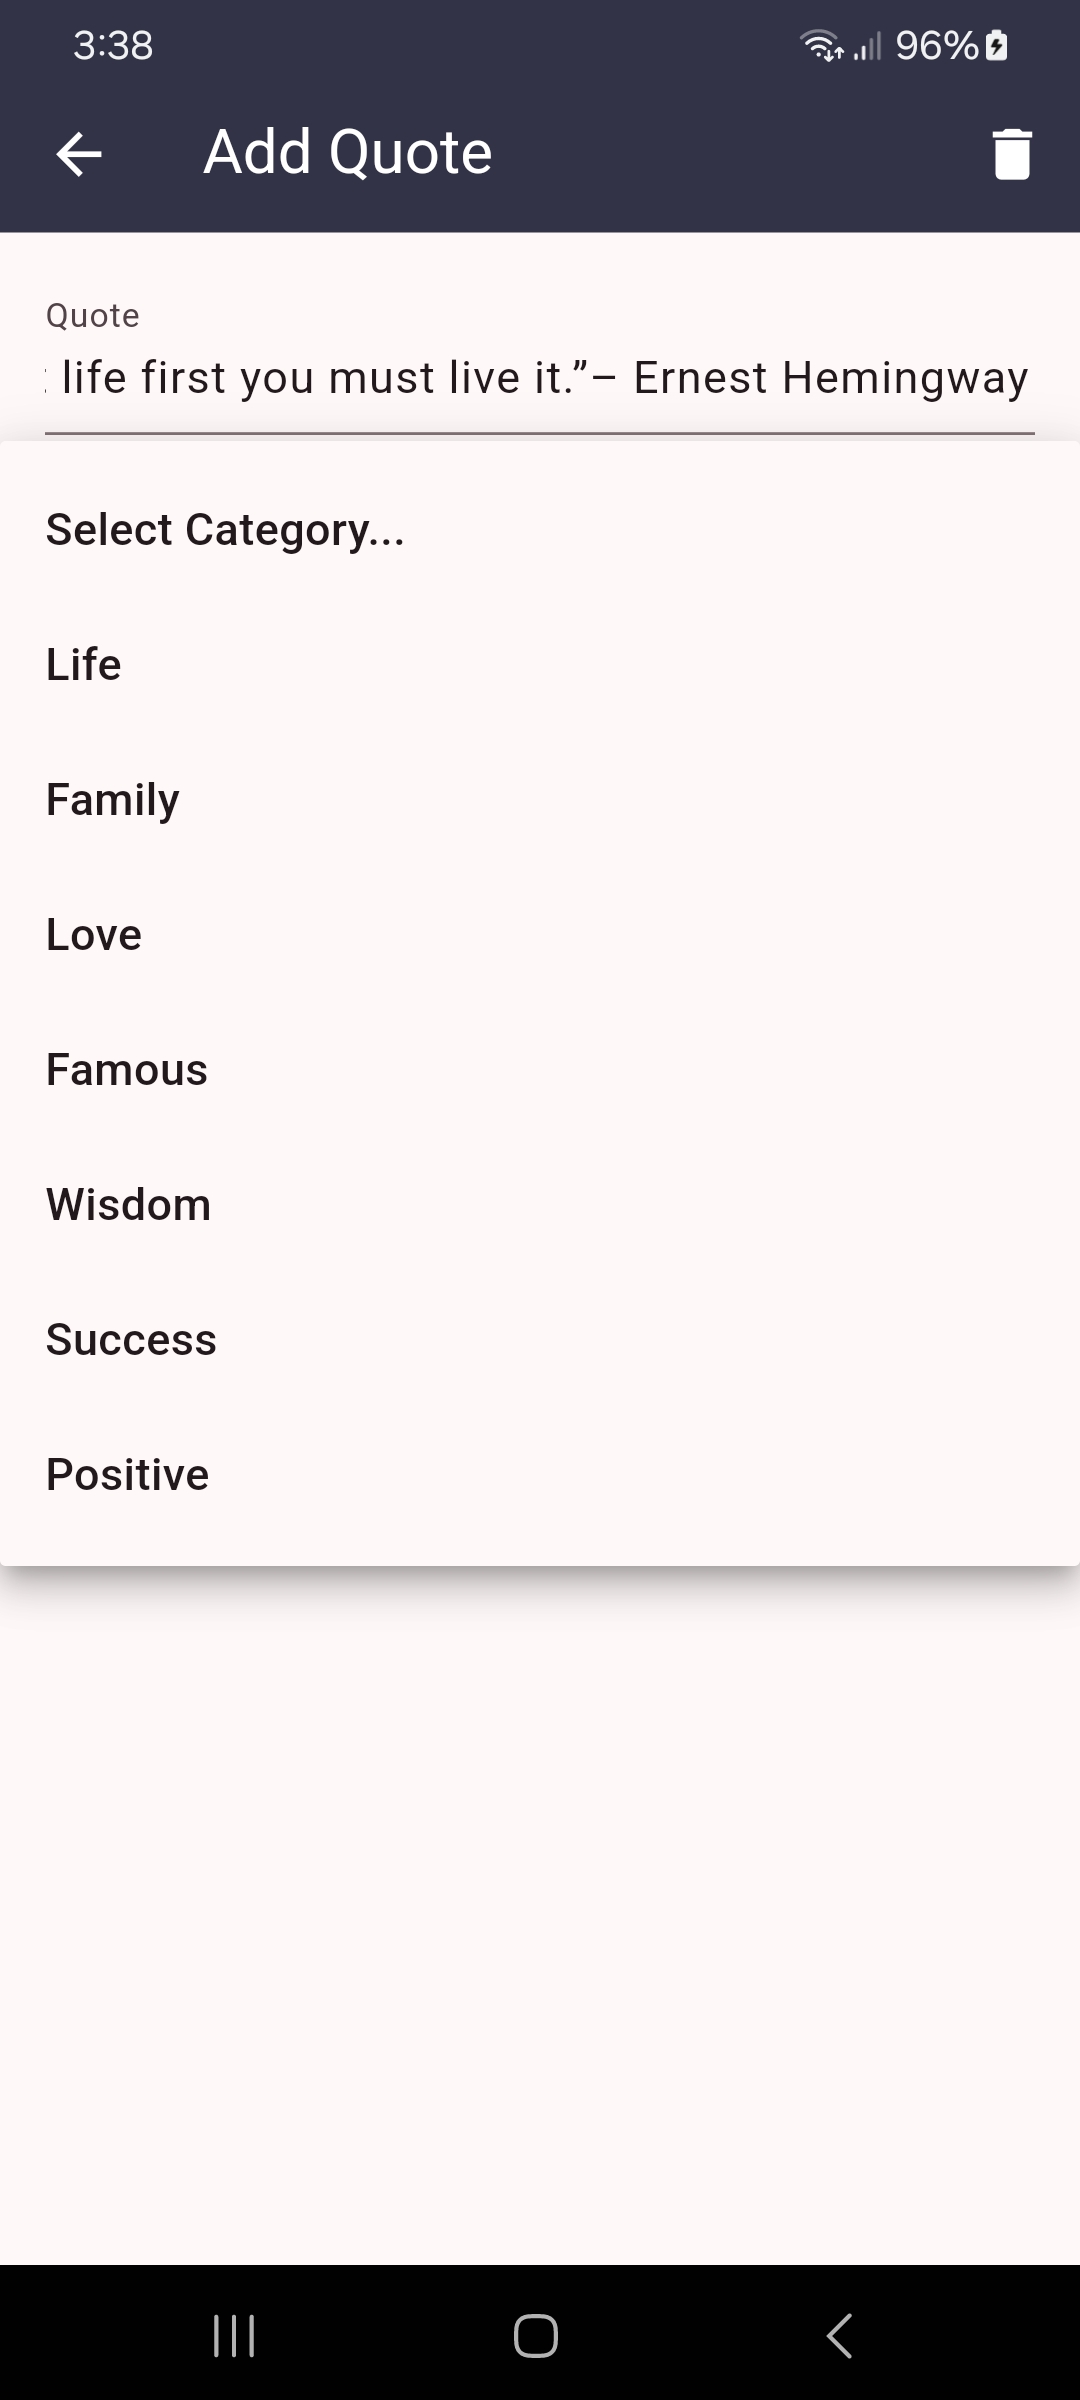 3:38
96%
Add Quote
Quote
life first you must live it.”– Ernest Hemingway
Select Category...
Life
Family
Love
Famous
Wisdom
Success
Positive